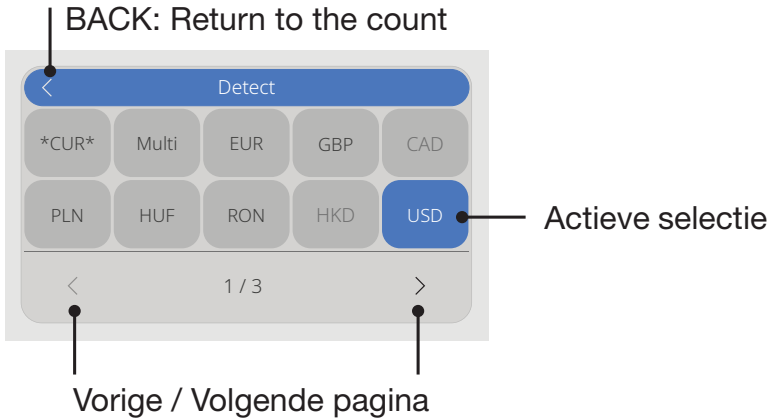 BACK: Return to the count
< Detect
*CUR* Multi EUR GBP CAD
PLN HUF RON HKD USD
Actieve selectie
< 1 / 3 >
Vorige / Volgende pagina